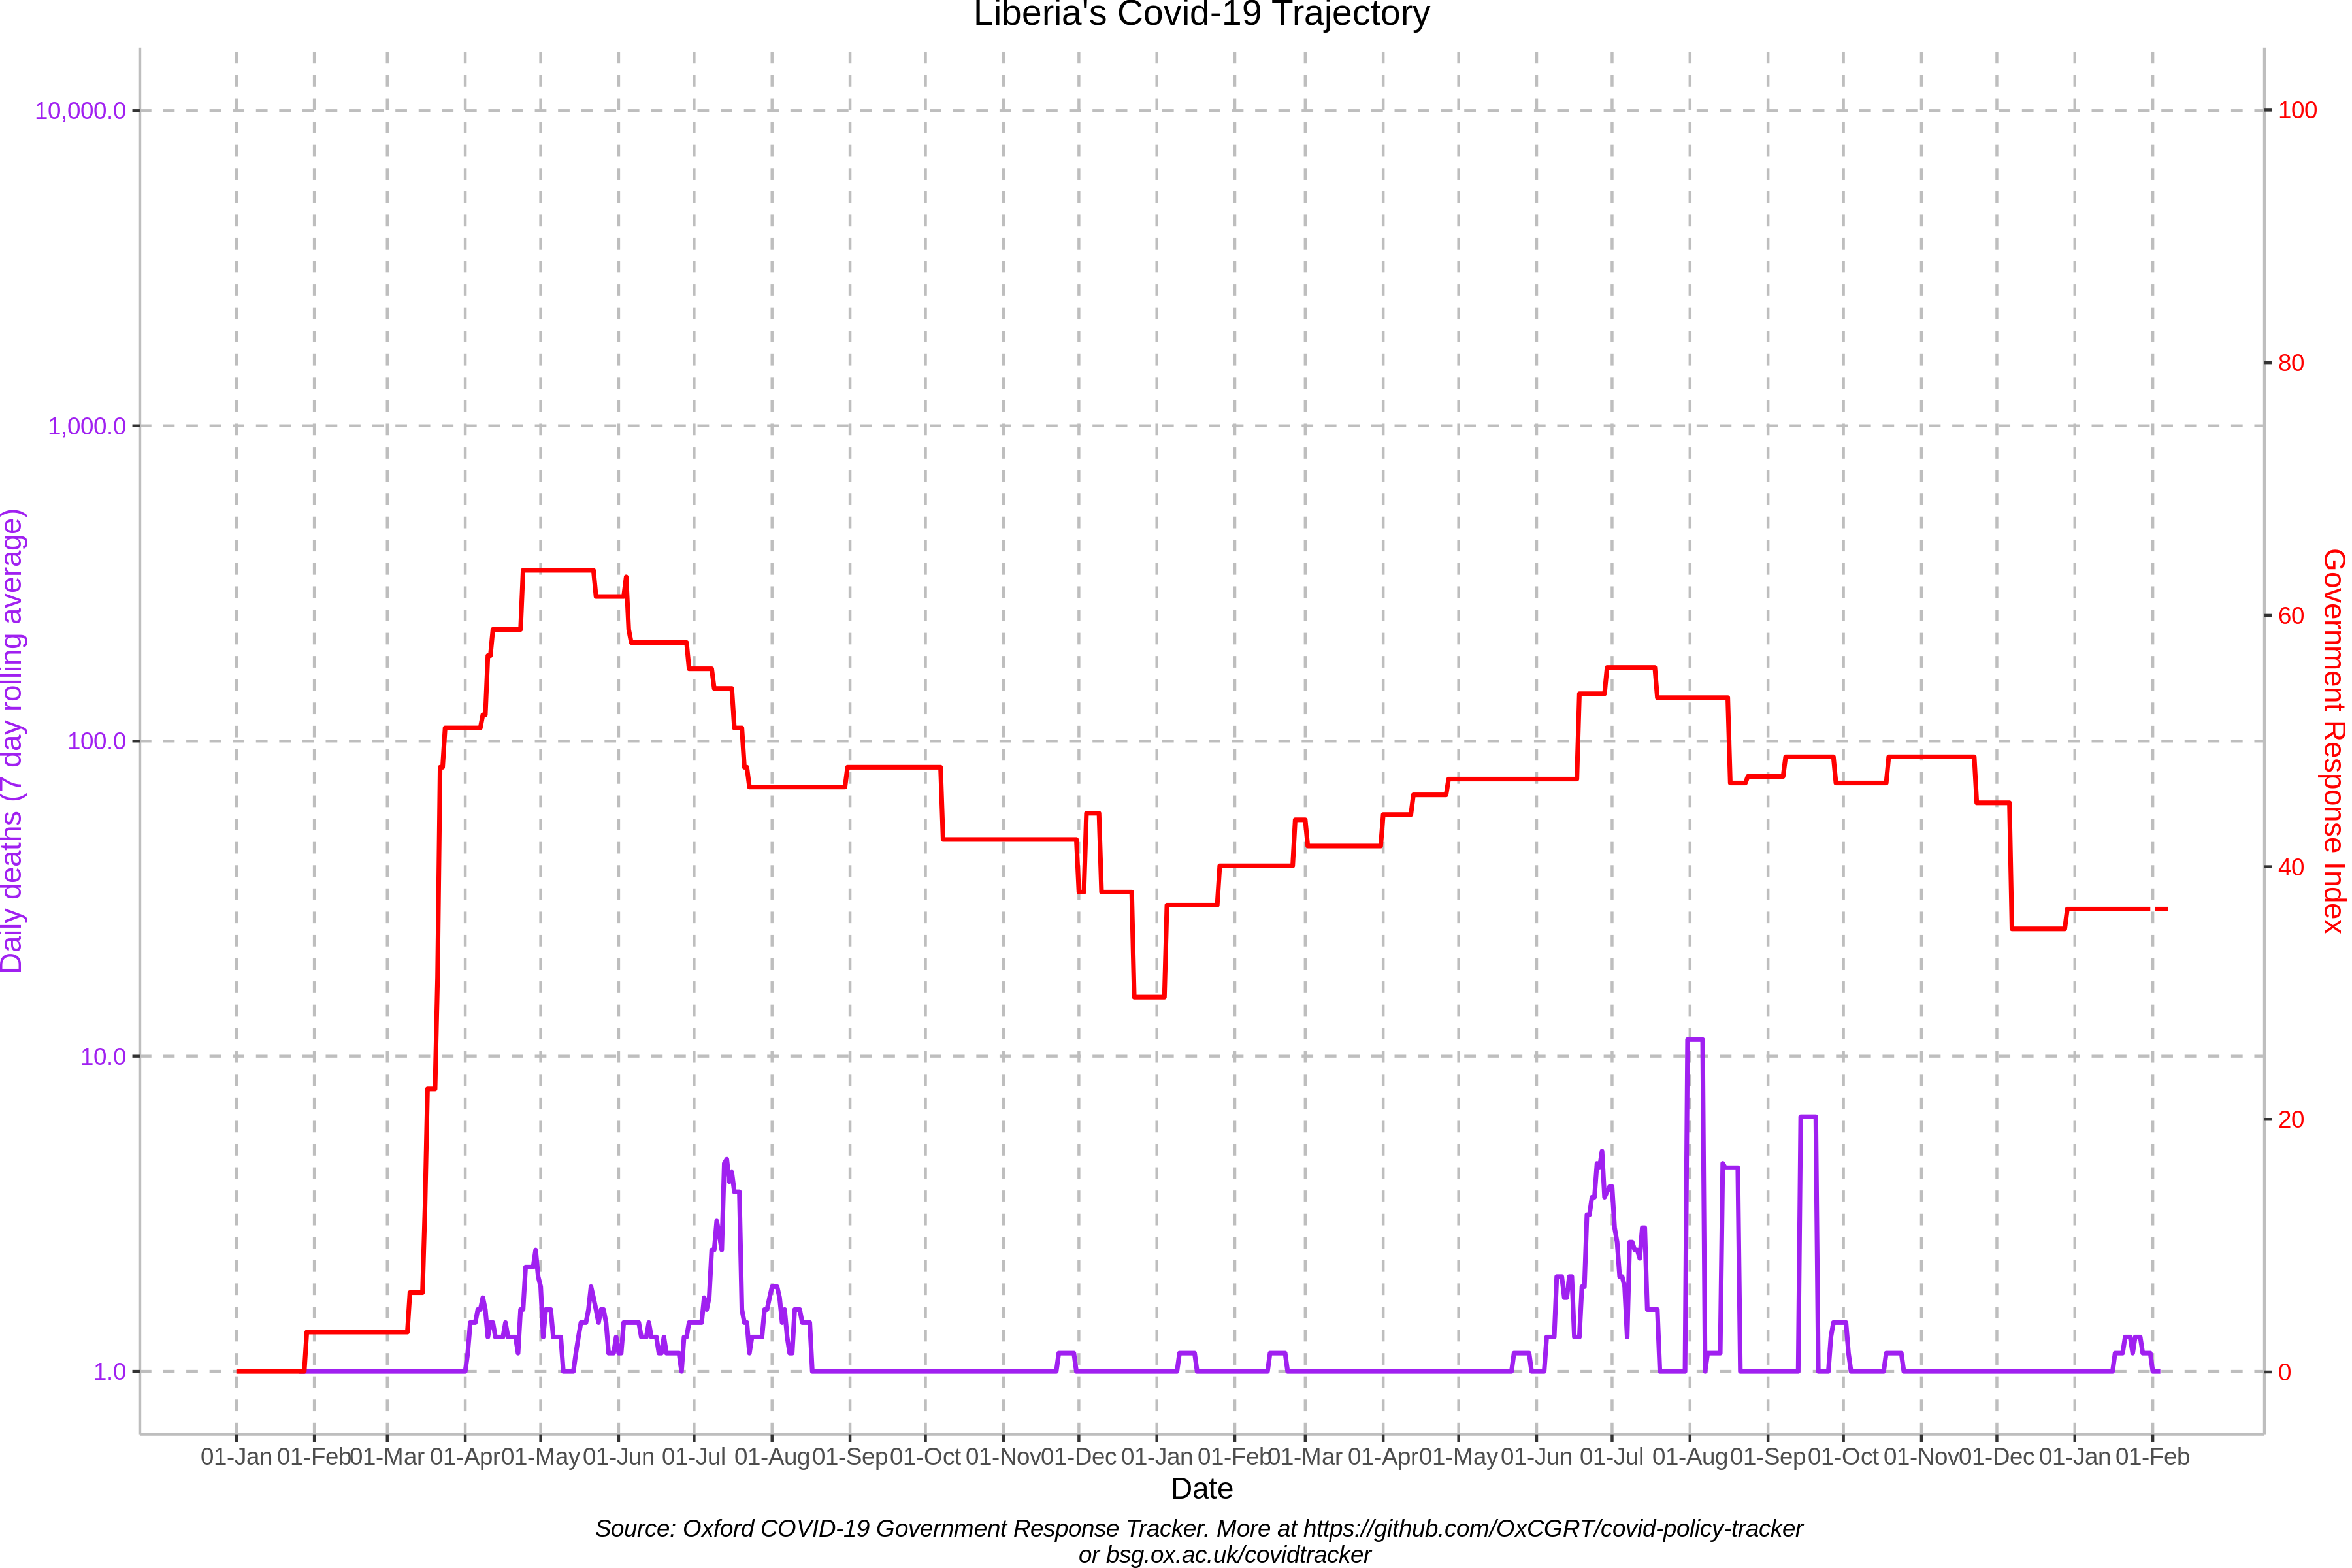 Liberia's Covid-19 Trajectory
10,000.0
1,000.0
100.0
10.0
1.0
Daily deaths (7 day rolling average)
100
80
60
40
20
0
Government Response Index
01-Jan 01-Feb 01-Mar 01-Apr 01-May 01-Jun 01-Jul 01-Aug 01-Sep 01-Oct 01-Nov 01-Dec 01-Jan 01-Feb 01-Mar 01-Apr 01-May 01-Jun 01-Jul 01-Aug 01-Sep 01-Oct 01-Nov 01-Dec 01-Jan 01-Feb
Date
Source: Oxford COVID-19 Government Response Tracker. More at https://github.com/OxCGRT/covid-policy-tracker
or bsg.ox.ac.uk/covidtracker